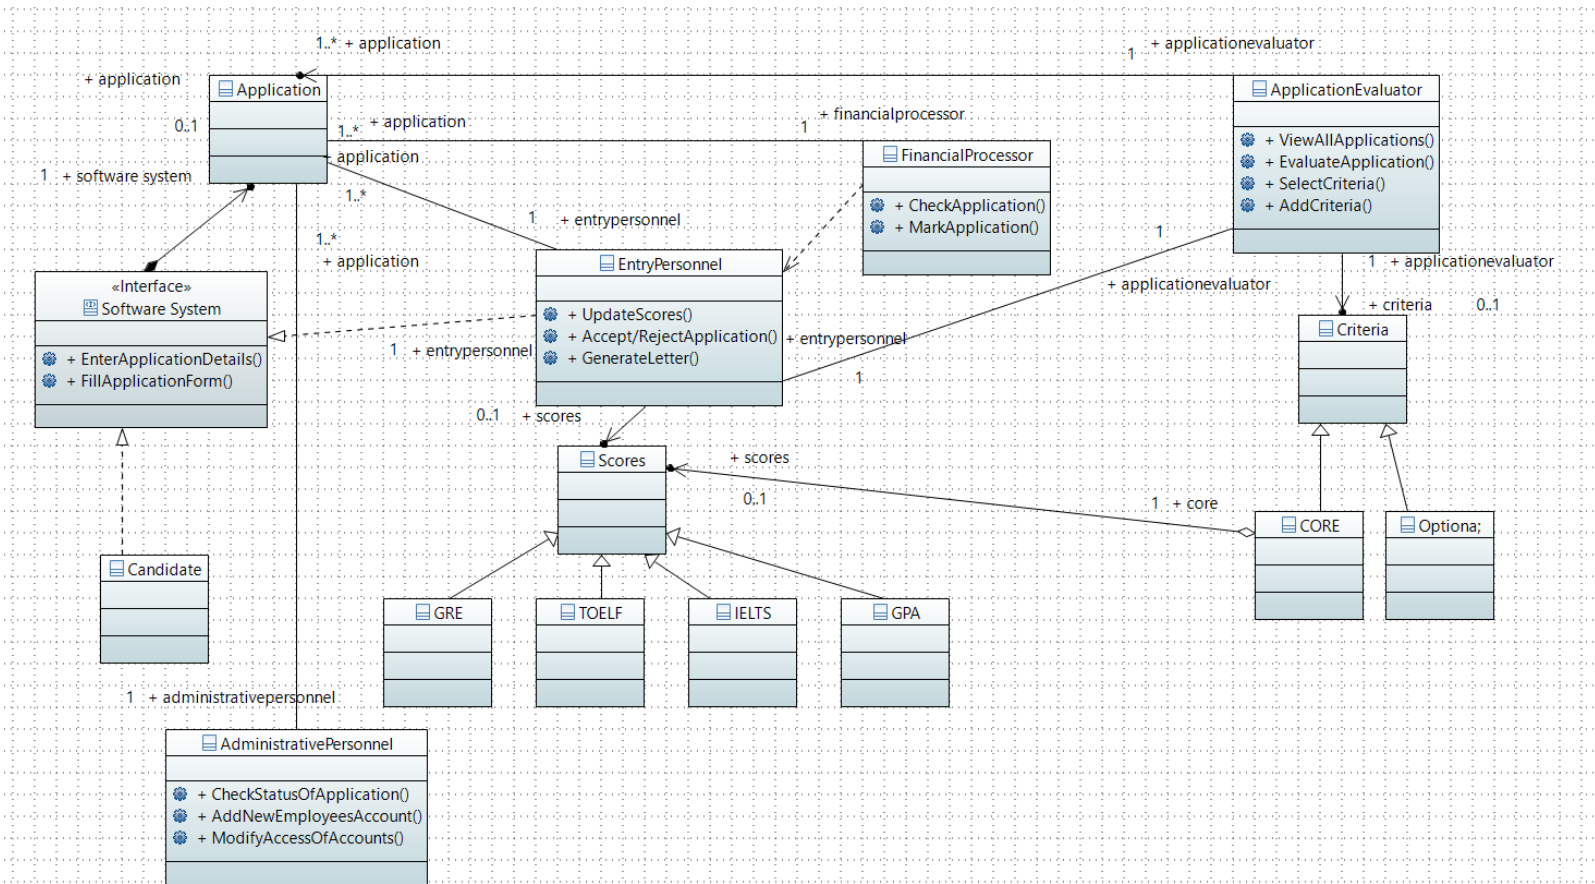 1..* + application
+ applicationevaluator
1
+ application
Application
ApplicationEvaluator
0..1
1..* + application
+ financialprocessor
1
+ ViewAllApplications()
+ EvaluateApplication()
+ SelectCriteria()
+ AddCriteria()
+ application
1..*
FinancialProcessor
+ CheckApplication()
+ MarkApplication()
1 + software system
1 + entrypersonnel
1..*
+ application
1
1 + applicationevaluator
+ applicationevaluator
EntryPersonnel
+ UpdateScores()
+ Accept/RejectApplication()
+ GenerateLetter()
«Interface»
Software System
+ EnterApplicationDetails()
+ FillApplicationForm()
+ criteria 0..1
Criteria
1 + entrypersonnel
+ entrypersonnel
1
0..1 + scores
Scores
+ scores
0..1
1 + core
CORE
Optiona;
Candidate
GRE
TOELF
IELTS
GPA
1 + administrativepersonnel
AdministrativePersonnel
+ CheckStatusOfApplication()
+ AddNewEmployeesAccount()
+ ModifyAccessOfAccounts()